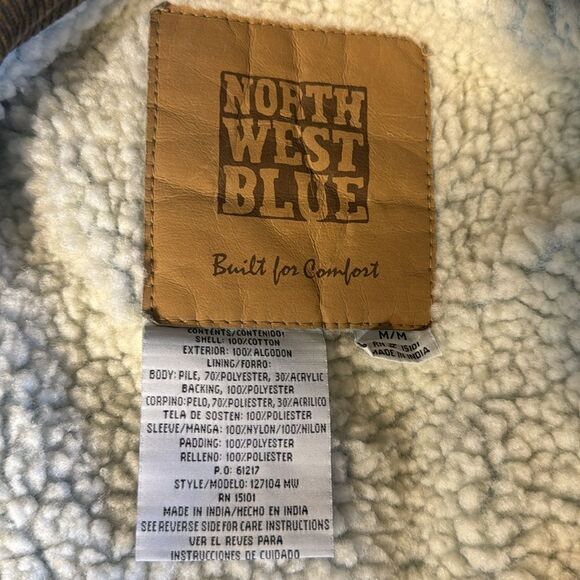 NORTH
WEST
BLUE
Built for Comfort
CONTENTS/CONTENIDO:
SHELL: 100%COTTON
EXTERIOR: 100%ALGODON
LINING/FORRO:
BODY: PILE, 70%POLYESTER, 30%ACRYLIC
BACKING, 100%POLYESTER
CORPINO:PELO, 70%POLIESTER, 30%ACRILICO
TELA DE SOSTEN: 100%POLIESTER
SLEEVE/MANGA: 100%NYLON/100%NILON
PADDING: 100%POLYESTER
RELLENO: 100%POLIESTER
P.O: 61217
STYLE/MODELO: 127104 MW
RN 15101
MADE IN INDIA/HECHO EN INDIA
SEE REVERSE SIDE FOR CARE INSTRUCTIONS
VER EL REVES PARA
INSTRUCCIONES DE CUIDADO
M/M
RN # 15101
MADE IN INDIA